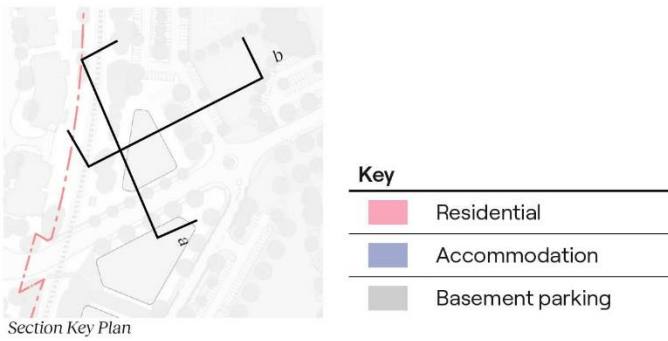 b
a
Section Key Plan
Key
Residential
Accommodation
Basement parking